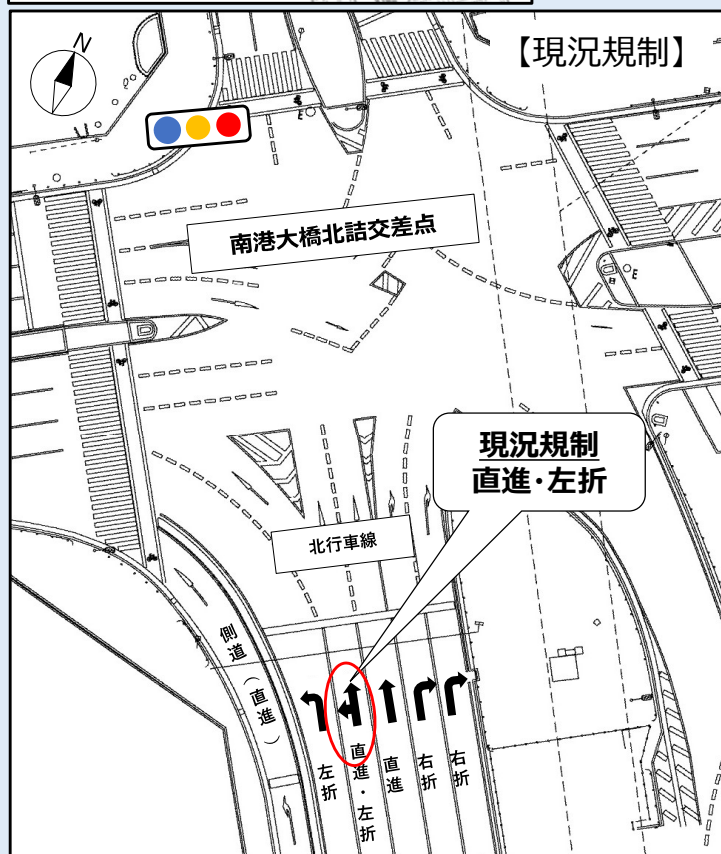 N
【現況規制】
E
南港大橋北詰交差点
E
現況規制
直進・左折
北行車線
側道（直進）
左折
直進・左折
直進
右折
右折